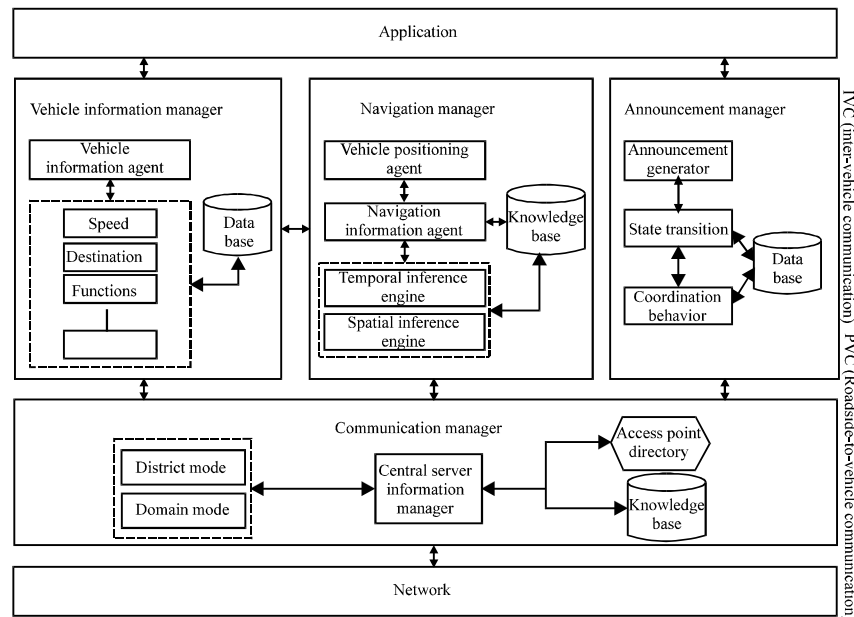 Application
Vehicle information manager
Vehicle
information agent
Speed
Destination
Functions
Data
base
Navigation manager
Vehicle positioning
agent
Navigation
information agent
Knowledge
base
Temporal inference
engine
Spatial inference
engine
Announcement manager
Announcement
generator
State transition
Coordination
behavior
Data
base
Communication manager
District mode
Domain mode
Central server
information
manager
Access point
directory
Knowledge
base
Network
IVC (inter-vehicle communication) PVC (Roadside-to-vehicle communication)